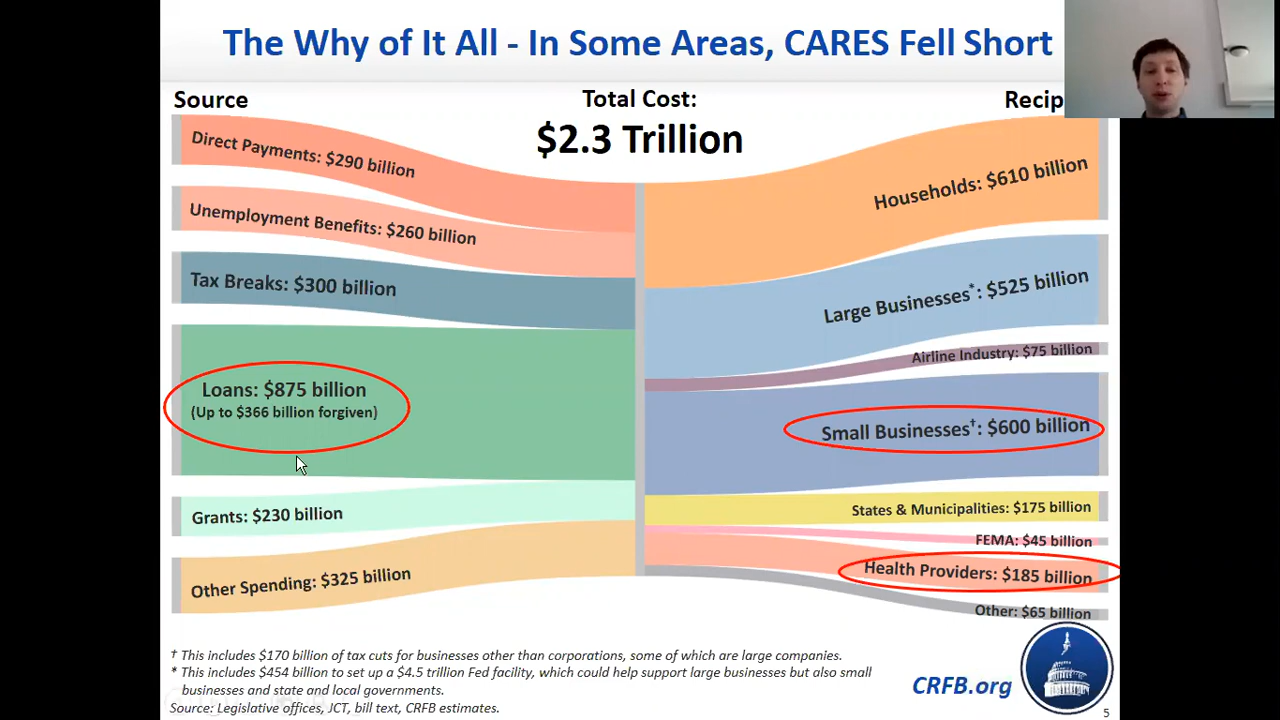 The Why of It All - In Some Areas, CARES Fell Short
Source
Total Cost:
$2.3 Trillion
Recip
Direct Payments: $290 billion
Unemployment Benefits: $260 billion
Tax Breaks: $300 billion
Loans: $875 billion
(Up to $366 billion forgiven)
Grants: $230 billion
Other Spending: $325 billion
Households: $610 billion
Large Businesses*: $525 billion
Airline Industry: $75 billion
Small Businesses†: $600 billion
States & Municipalities: $175 billion
FEMA: $45 billion
Health Providers: $185 billion
Other: $65 billion
† This includes $170 billion of tax cuts for businesses other than corporations, some of which are large companies.
* This includes $454 billion to set up a $4.5 trillion Fed facility, which could help support large businesses but also small
businesses and state and local governments.
Source: Legislative offices, JCT, bill text, CRFB estimates.
CRFB.org
5